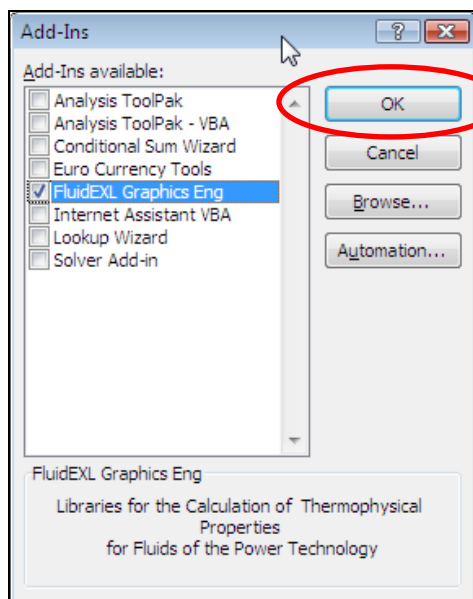 Add-Ins
Add-Ins available:
Analysis ToolPak
Analysis ToolPak - VBA
Conditional Sum Wizard
Euro Currency Tools
FluidEXL Graphics Eng
Internet Assistant VBA
Lookup Wizard
Solver Add-in
OK
Cancel
Browse...
Automation...
FluidEXL Graphics Eng
Libraries for the Calculation of Thermophysical
Properties
for Fluids of the Power Technology